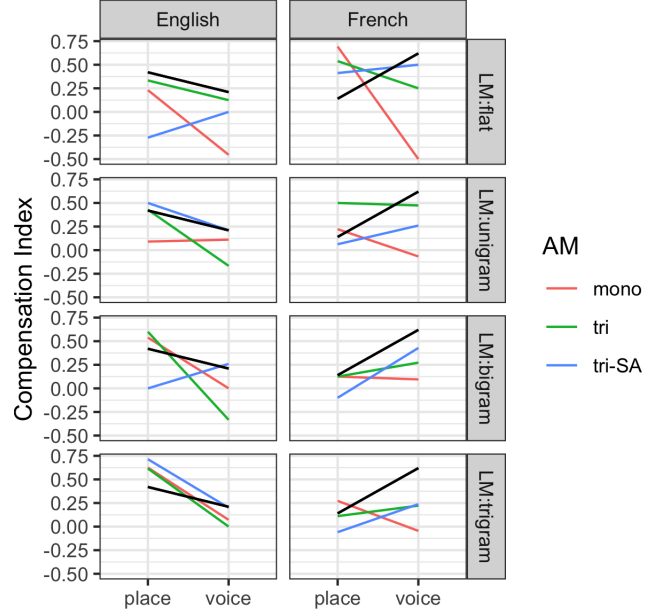 English French
0.75
0.50
0.25
0.00
-0.25
-0.50
LM:flat
0.75
0.50
0.25
0.00
-0.25
-0.50
LM:unigram
0.75
0.50
0.25
0.00
-0.25
-0.50
LM:bigram
0.75
0.50
0.25
0.00
-0.25
-0.50
LM:trigram
place voice place voice
Compensation Index
AM
mono
tri
tri-SA